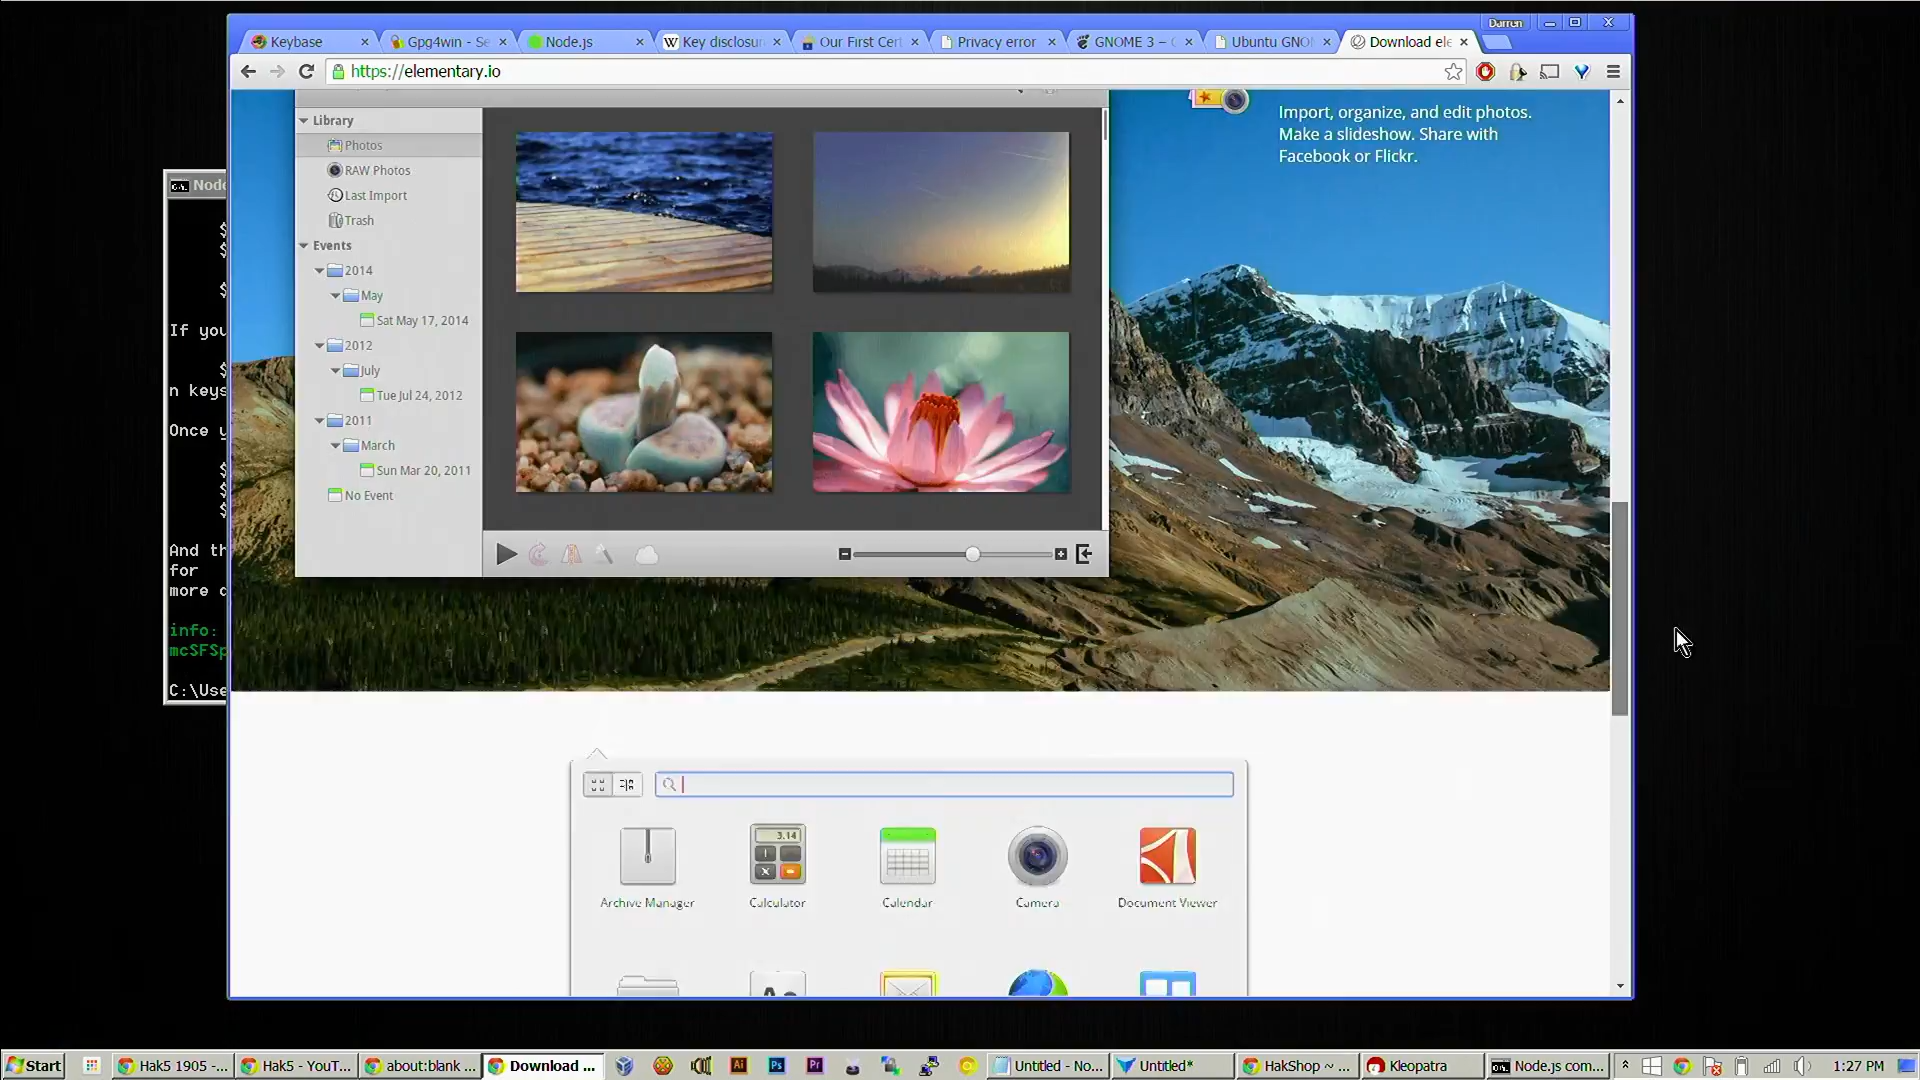 Darren
Keybase
Gpg4win - Se
Node.js
Key disclosur
Our First Cert
Privacy error
GNOME 3 –
Ubuntu GNO
Download ele
https://elementary.io
Library
Photos
RAW Photos
Last Import
Trash
Events
2014
May
Sat May 17, 2014
2012
July
Tue Jul 24, 2012
2011
March
Sun Mar 20, 2011
No Event
Import, organize, and edit photos.
Make a slideshow. Share with
Facebook or Flickr.
Node
$
$
$
If you
$
n keys
Once y
$
$
$
And th
for
more
info:
mcSFSp
C:\Use
3.14
Archive Manager
Calculator
Calendar
Camera
Document Viewer
Start
Hak5 1905 -...
Hak5 - YouT...
about:blank ...
Download ...
Ai
Ps
Pr
Untitled - No...
Untitled*
HakShop ~ ...
Kleopatra
Node.js com...
1:27 PM